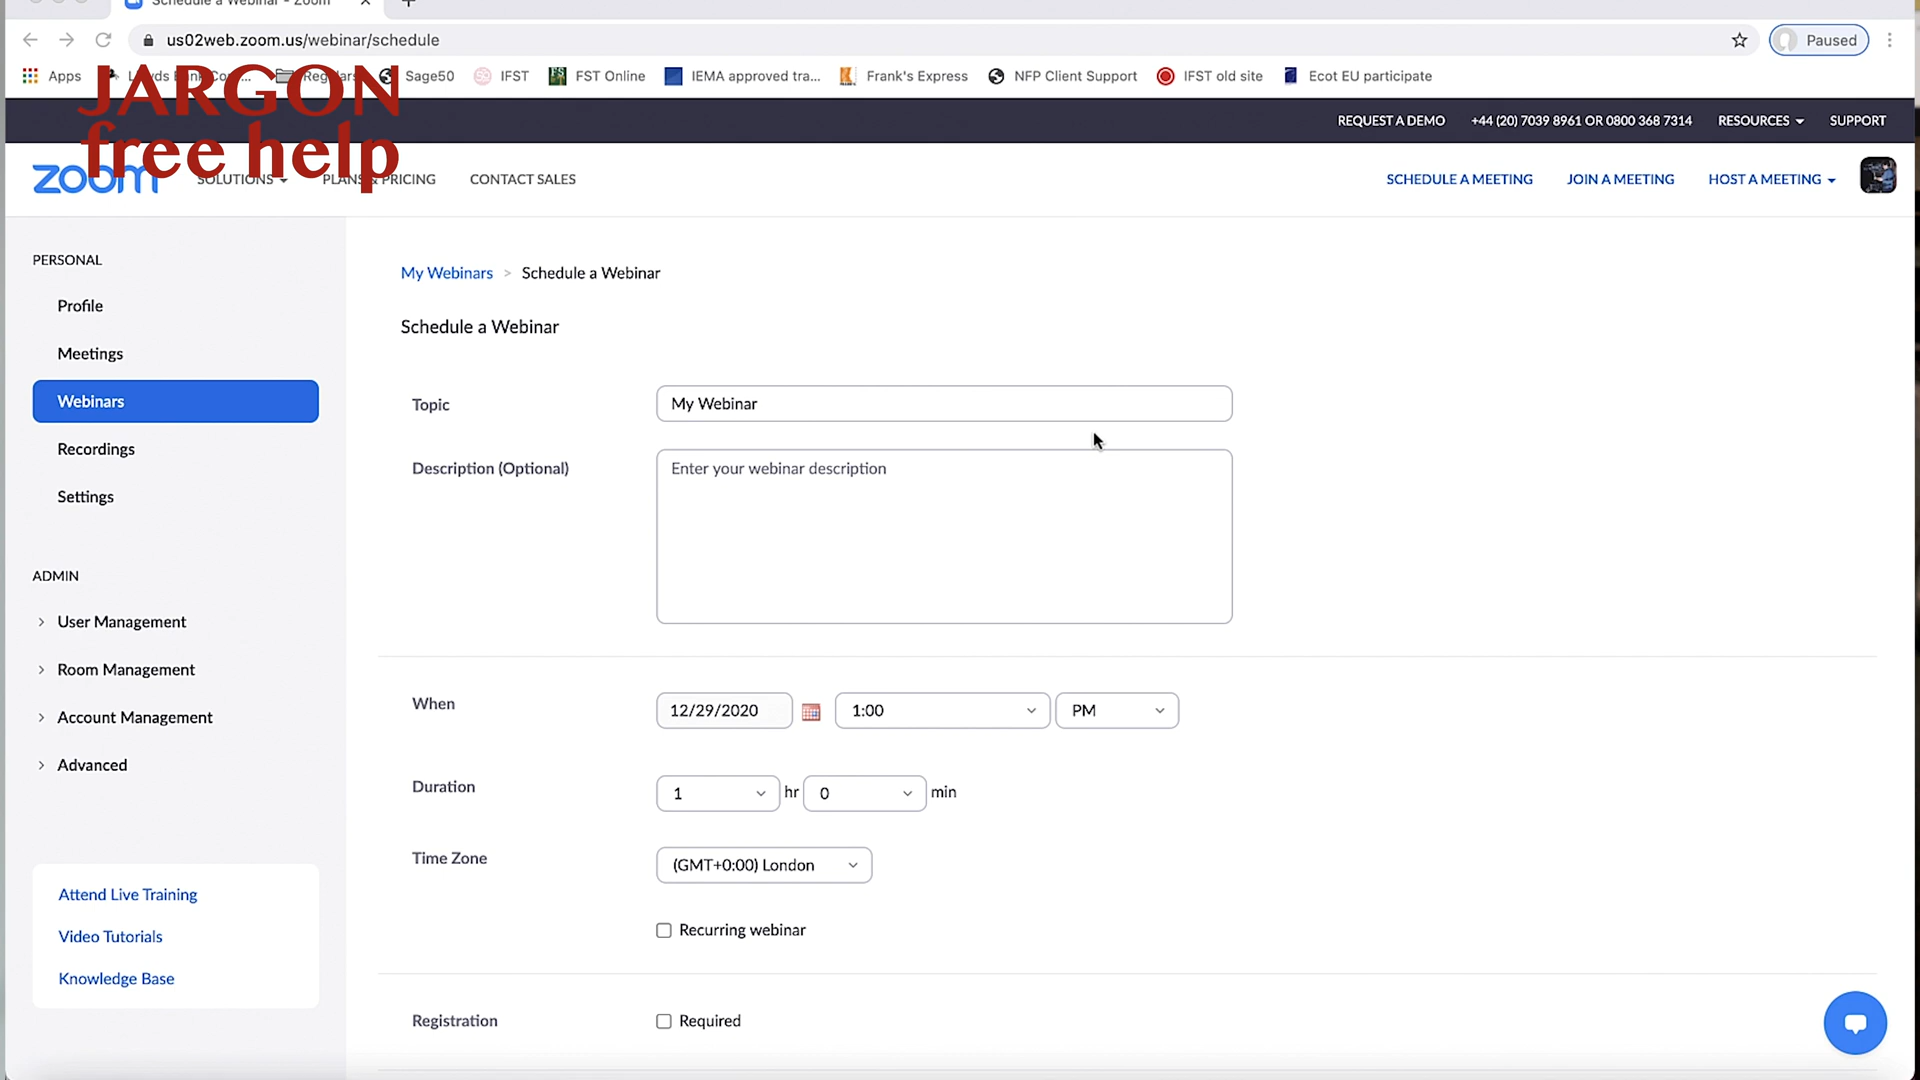 Schedule a Webinar - Zoom
us02web.zoom.us/webinar/schedule
Paused
Apps
Sage50
IFST
FST Online
IEMA approved tra...
Frank's Express
NFP Client Support
IFST old site
Ecot EU participate
JARGON
free help
REQUEST A DEMO
+44 (20) 7039 8961 OR 0800 368 7314
RESOURCES
SUPPORT
zoom
SOLUTIONS
PLANS & PRICING
CONTACT SALES
SCHEDULE A MEETING
JOIN A MEETING
HOST A MEETING
PERSONAL
Profile
Meetings
Webinars
Recordings
Settings
ADMIN
User Management
Room Management
Account Management
Advanced
Attend Live Training
Video Tutorials
Knowledge Base
My Webinars > Schedule a Webinar
Schedule a Webinar
Topic
My Webinar
Description (Optional)
Enter your webinar description
When
12/29/2020
1:00
PM
Duration
1
hr
0
min
Time Zone
(GMT+0:00) London
Recurring webinar
Registration
Required